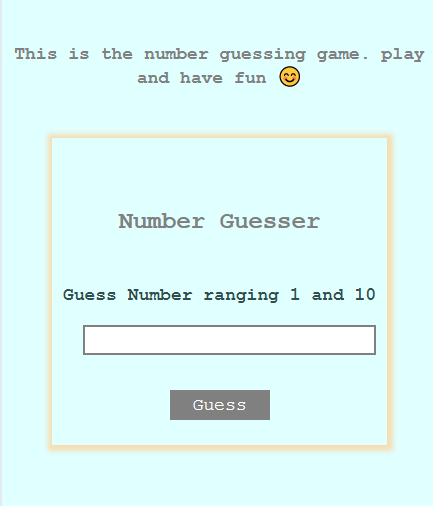 This is the number guessing game. play
and have fun 😊
Number Guesser
Guess Number ranging 1 and 10
Guess